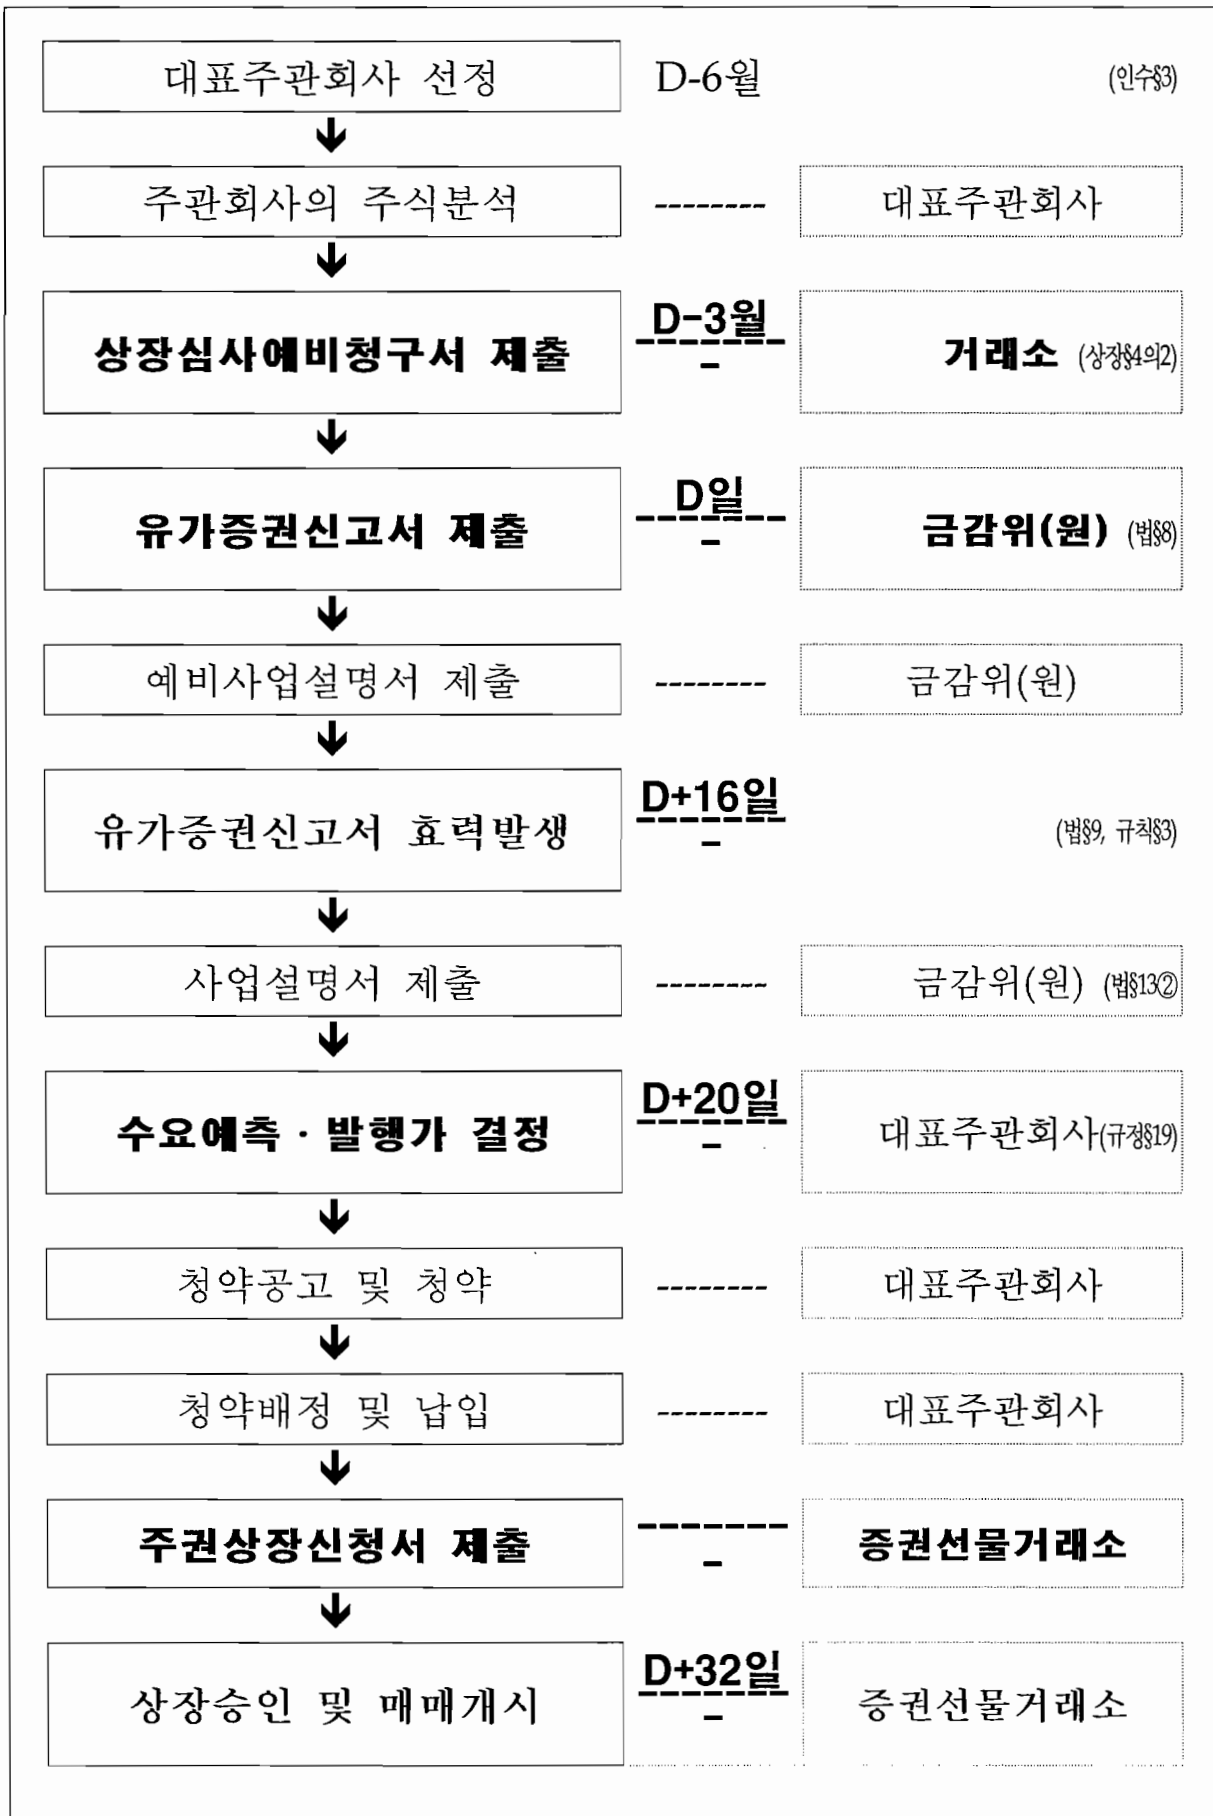 대표주관회사 선정 D-6월 (인수§3)
주관회사의 주식분석 -------- 대표주관회사
상장심사예비청구서 제출 D-3월 거래소 (상장§4의2)
유가증권신고서 제출 D일 금감위(원) (법§8)
예비사업설명서 제출 -------- 금감위(원)
유가증권신고서 효력발생 D+16일 (법§9, 규칙§3)
사업설명서 제출 -------- 금감위(원) (법§13②
수요예측 · 발행가 결정 D+20일 대표주관회사(규정§19)
청약공고 및 청약 -------- 대표주관회사
청약배정 및 납입 -------- 대표주관회사
주권상장신청서 제출 -------- 증권선물거래소
상장승인 및 매매개시 D+32일 증권선물거래소